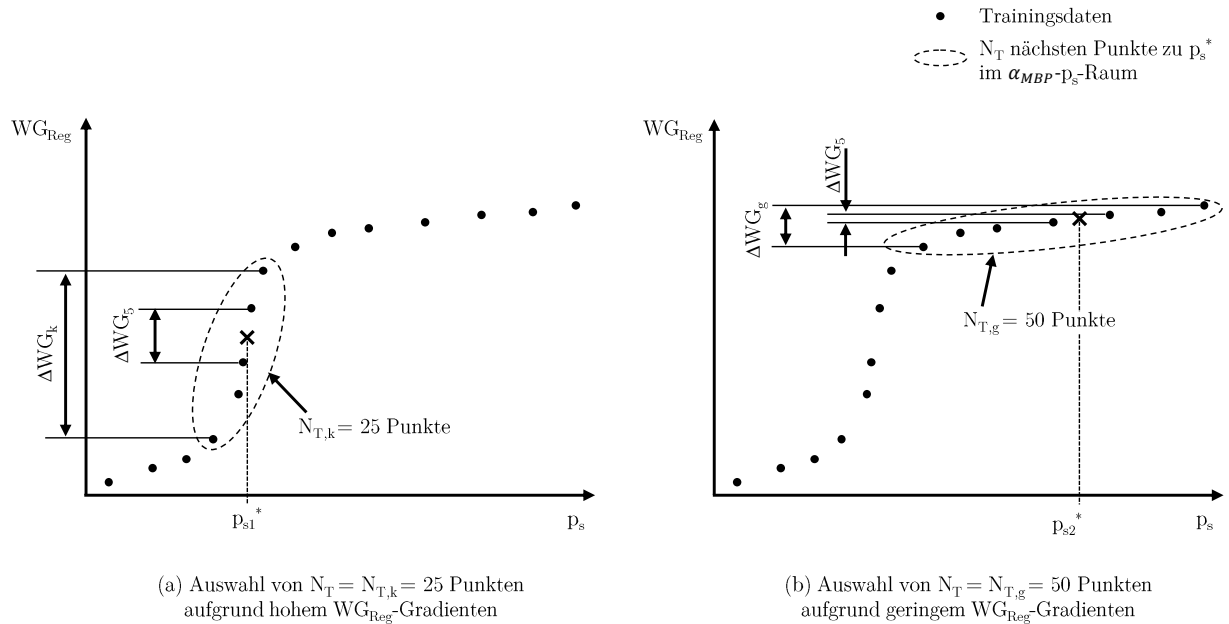 Trainingsdaten
N_T nächsten Punkte zu p_s^*
im α_MBP-p_s-Raum
WG_Reg
ΔWG_k
ΔWG_5
N_T,k = 25 Punkte
p_s1^*
p_s
(a) Auswahl von N_T = N_T,k = 25 Punkten
aufgrund hohem WG_Reg-Gradienten
WG_Reg
ΔWG_5
ΔWG_g
N_T,g = 50 Punkte
p_s2^*
p_s
(b) Auswahl von N_T = N_T,g = 50 Punkten
aufgrund geringem WG_Reg-Gradienten